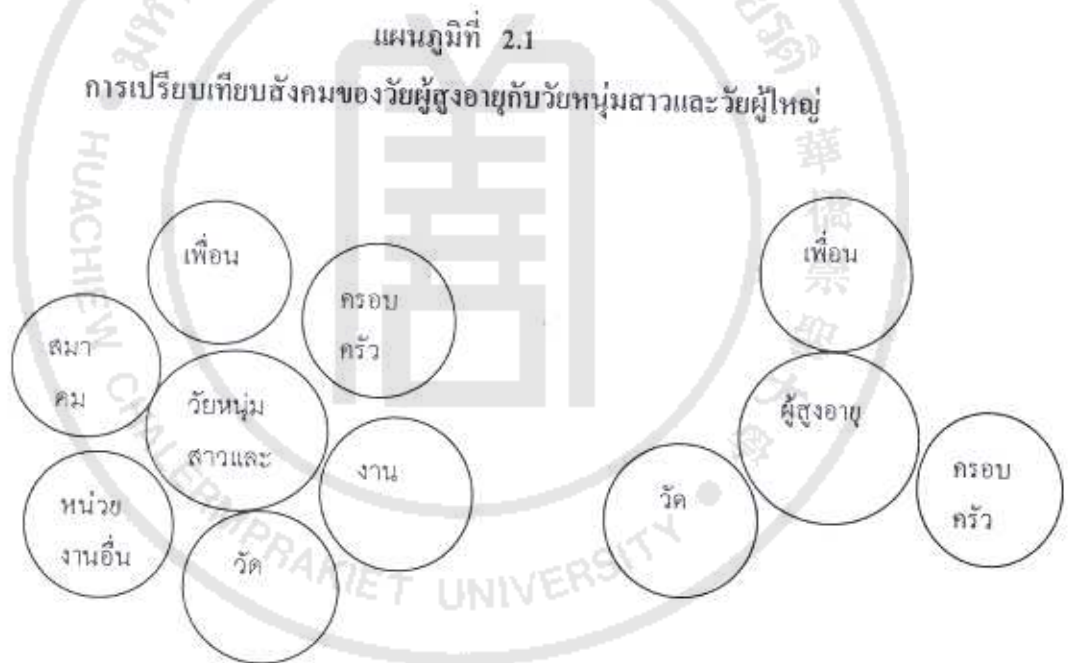 แผนภูมิที่ 2.1
การเปรียบเทียบสังคมของวัยผู้สูงอายุกับวัยหนุ่มสาวและวัยผู้ใหญ่
เพื่อน
ครอบ
ครัว
สมา
คม
วัยหนุ่ม
สาวและ
งาน
หน่วย
งานอื่น
วัด
เพื่อน
ผู้สูงอายุ
วัด
ครอบ
ครัว
HUACHIEW CHALERMPRAKIET UNIVERSITY
華僑崇聖大學